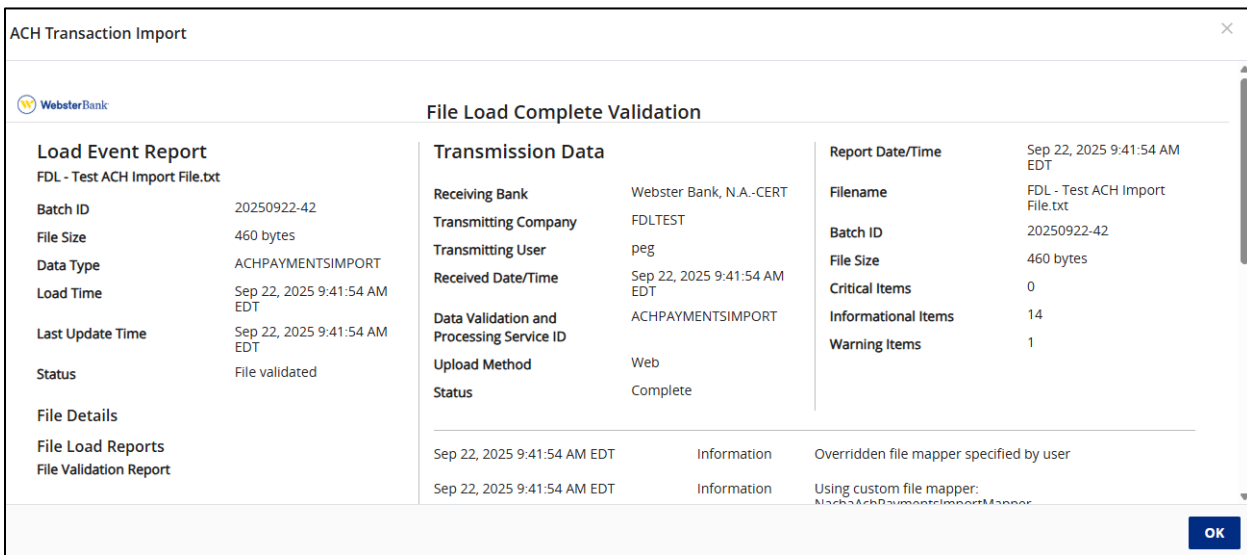 ACH Transaction Import
WebsterBank
File Load Complete Validation
Load Event Report
FDL - Test ACH Import File.txt
Batch ID 20250922-42
File Size 460 bytes
Data Type ACHPAYMENTSIMPORT
Load Time Sep 22, 2025 9:41:54 AM
EDT
Last Update Time Sep 22, 2025 9:41:54 AM
EDT
Status File validated
File Details
File Load Reports
File Validation Report
Transmission Data
Receiving Bank Webster Bank, N.A.-CERT
Transmitting Company FDLTEST
Transmitting User peg
Received Date/Time Sep 22, 2025 9:41:54 AM
EDT
Data Validation and ACHPAYMENTSIMPORT
Processing Service ID
Upload Method Web
Status Complete
Report Date/Time Sep 22, 2025 9:41:54 AM
EDT
Filename FDL - Test ACH Import
File.txt
Batch ID 20250922-42
File Size 460 bytes
Critical Items 0
Informational Items 14
Warning Items 1
Sep 22, 2025 9:41:54 AM EDT Information Overridden file mapper specified by user
Sep 22, 2025 9:41:54 AM EDT Information Using custom file mapper:
NachaAchPaymentsImportMapper
OK